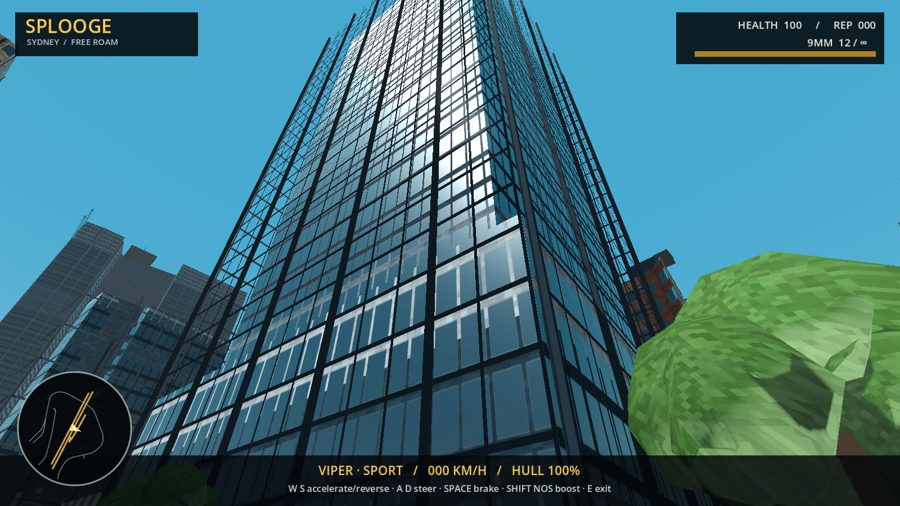 SPLOOGE
SYDNEY / FREE ROAM
HEALTH 100 / REP 000
9MM 12 / ∞
VIPER · SPORT / 000 KM/H / HULL 100%
W S accelerate/reverse · A D steer · SPACE brake · SHIFT NOS boost · E exit